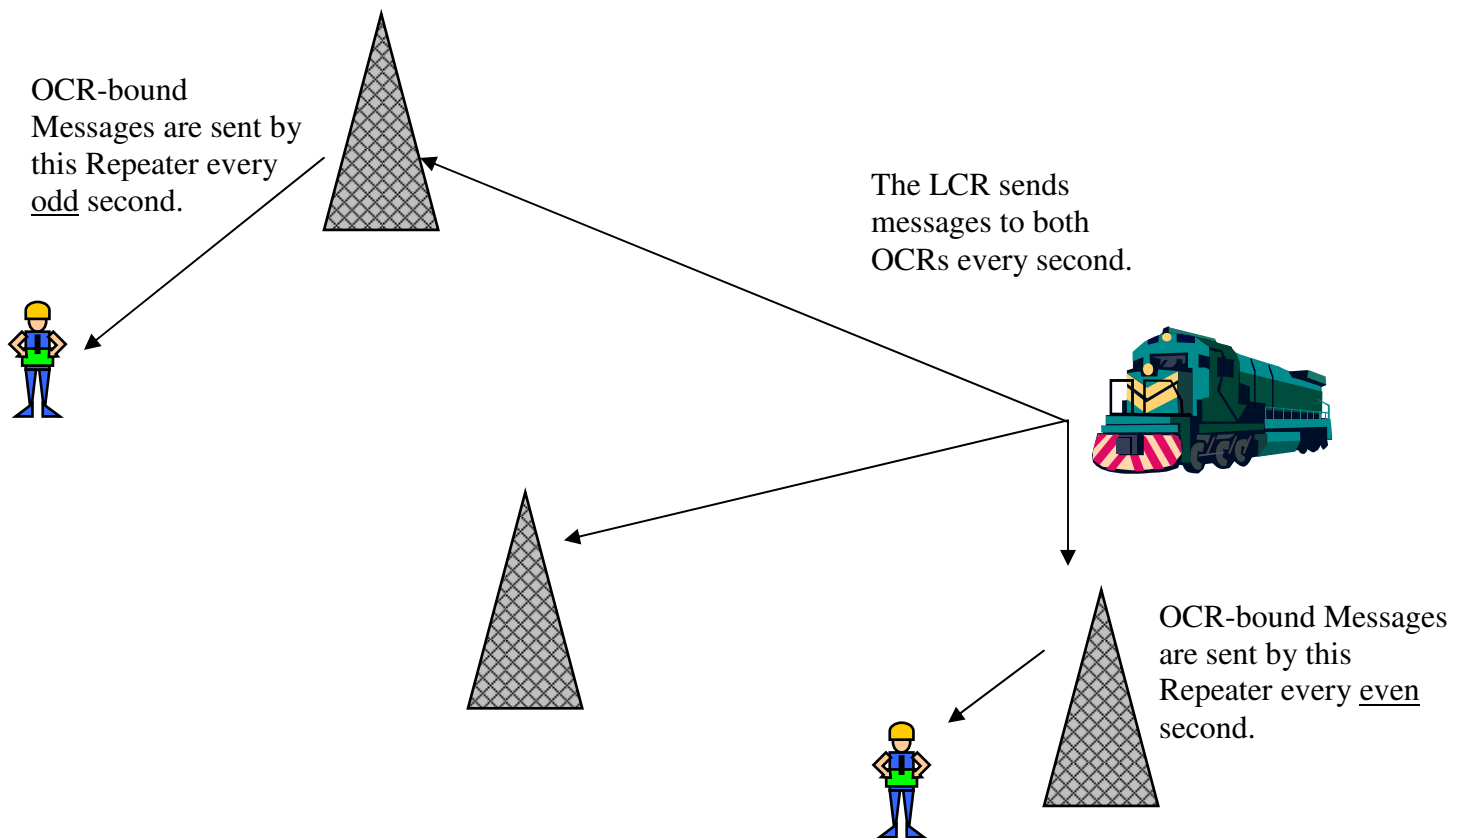 OCR-bound
Messages are sent by
this Repeater every
odd second.
The LCR sends
messages to both
OCRs every second.
OCR-bound Messages
are sent by this
Repeater every even
second.